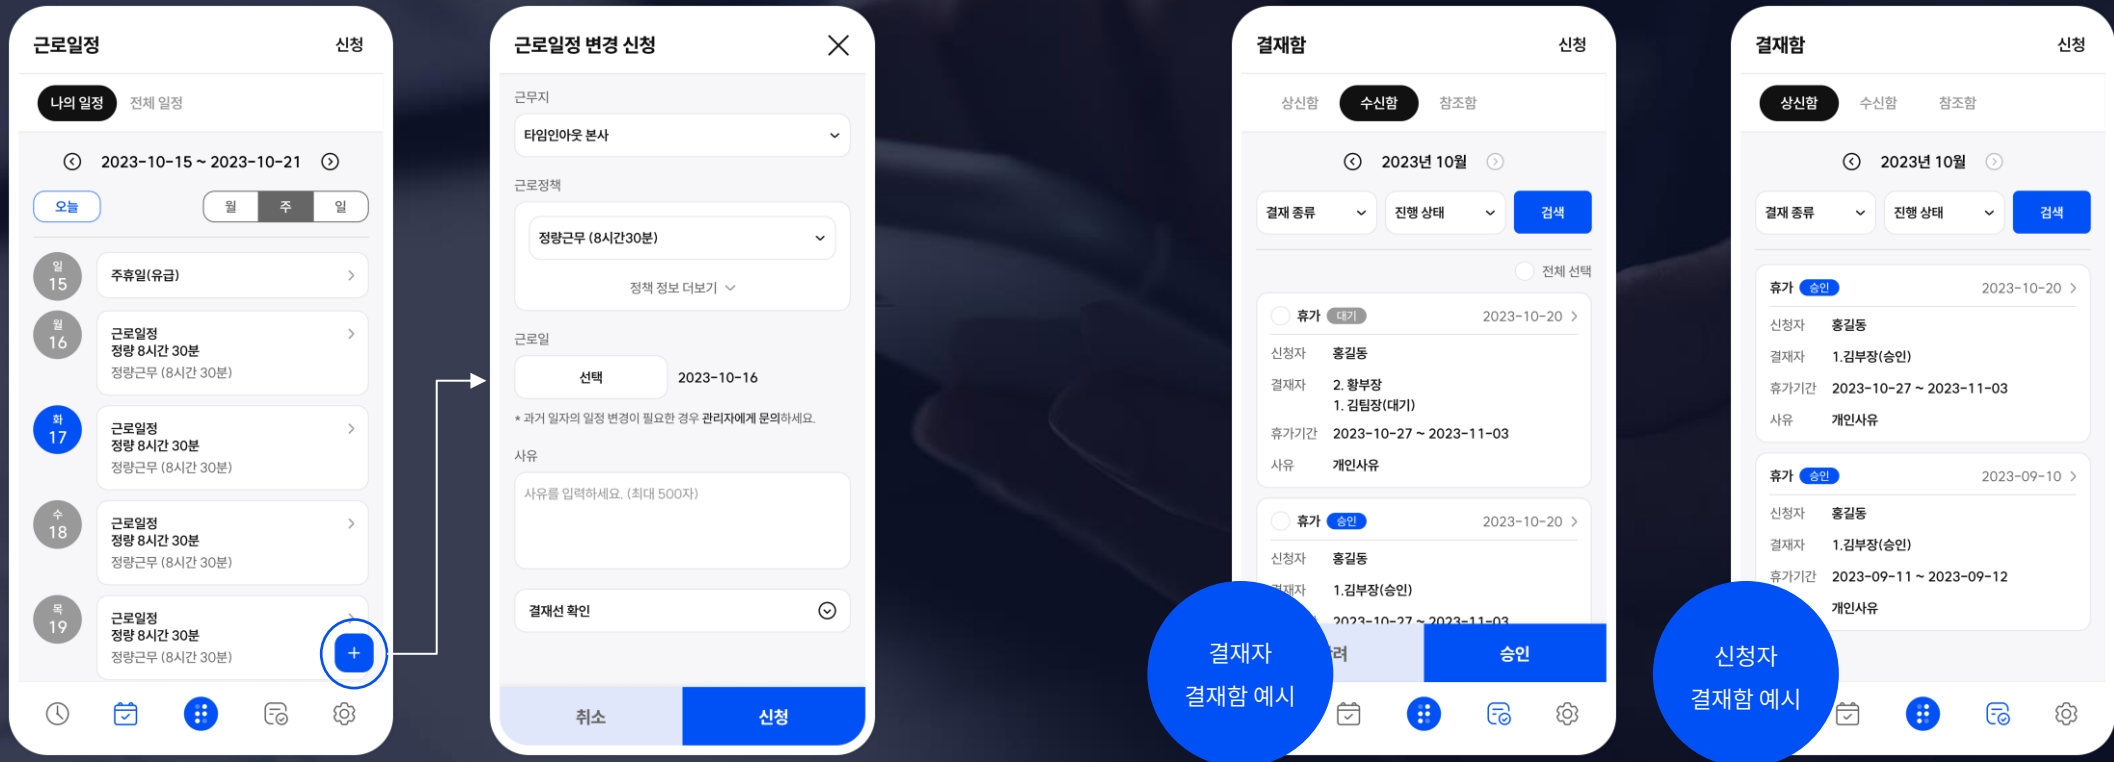 근로일정
신청
나의 일정
전체 일정
2023-10-15 ~ 2023-10-21
오늘
월 주 일
일
15
주휴일(유급)
월
16
근로일정
정량 8시간 30분
정량근무 (8시간 30분)
화
17
근로일정
정량 8시간 30분
정량근무 (8시간 30분)
수
18
근로일정
정량 8시간 30분
정량근무 (8시간 30분)
목
19
근로일정
정량 8시간 30분
정량근무 (8시간 30분)
+
근로일정 변경 신청
근무지
타임인아웃 본사
근로정책
정량근무 (8시간30분)
정책 정보 더보기
근로일
선택
2023-10-16
* 과거 일자의 일정 변경이 필요한 경우 관리자에게 문의하세요.
사유
사유를 입력하세요. (최대 500자)
결재선 확인
취소
신청
결재함
신청
상신함
수신함
참조함
2023년 10월
결재 종류
진행 상태
검색
전체 선택
휴가 대기 2023-10-20
신청자 홍길동
결재자 2. 황부장
1. 김팀장(대기)
휴가기간 2023-10-27 ~ 2023-11-03
사유 개인사유
휴가 승인 2023-10-20
신청자 홍길동
결재자 1.김부장(승인)
2023-10-27 ~ 2023-11-03
려
승인
결재자
결재함 예시
결재함
신청
상신함
수신함
참조함
2023년 10월
결재 종류
진행 상태
검색
휴가 승인 2023-10-20
신청자 홍길동
결재자 1.김부장(승인)
휴가기간 2023-10-27 ~ 2023-11-03
사유 개인사유
휴가 승인 2023-09-10
신청자 홍길동
결재자 1.김부장(승인)
휴가기간 2023-09-11 ~ 2023-09-12
개인사유
신청자
결재함 예시